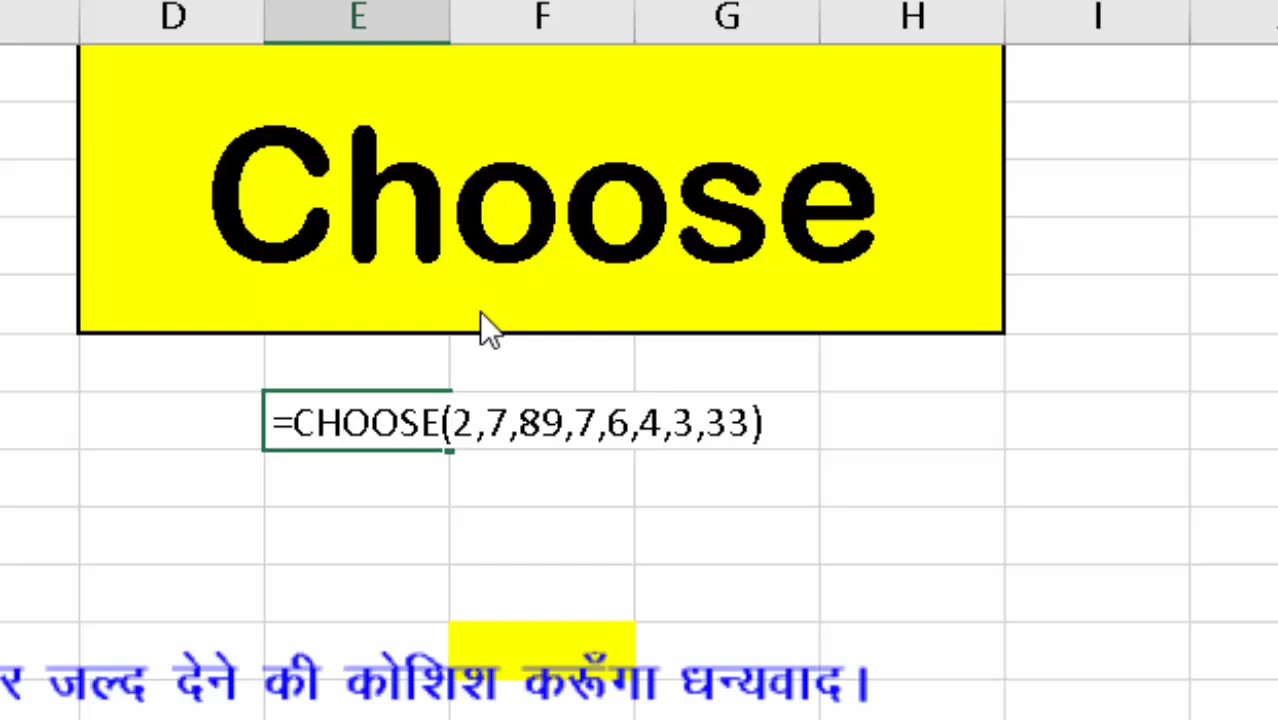 D E F G H I
Choose
=CHOOSE(2,7,89,7,6,4,3,33)
र जल्द देने की कोशिश करूँगा धन्यवाद।